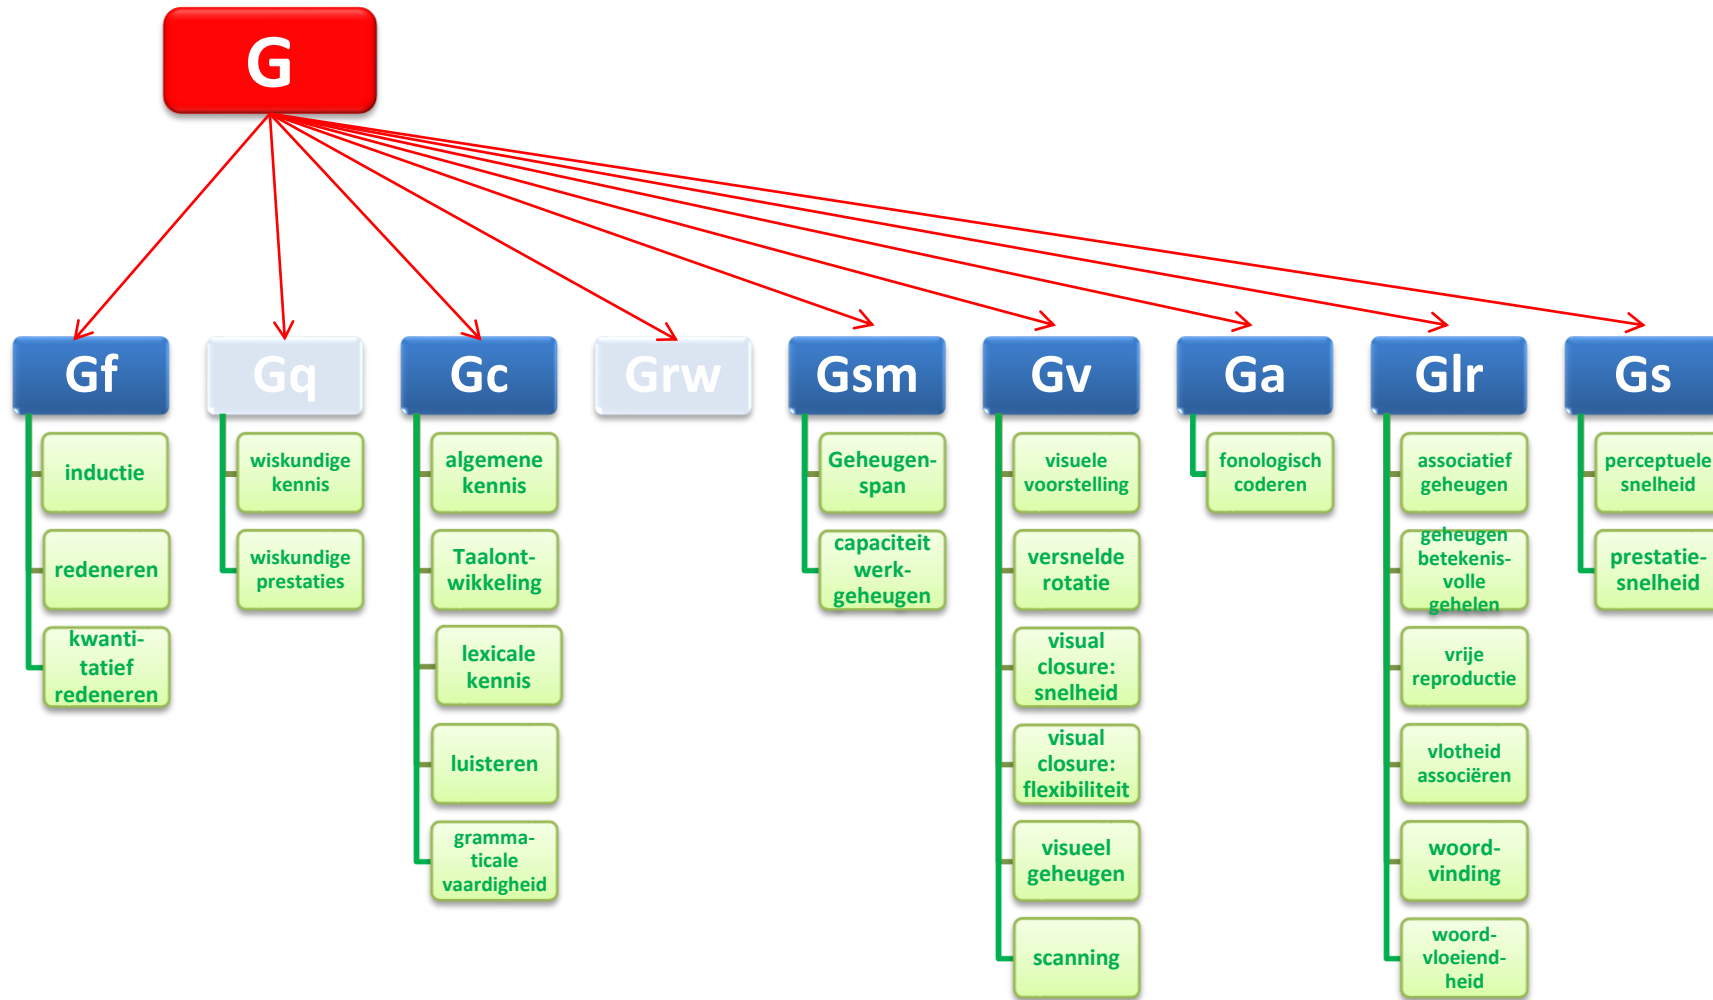 G
Gf
Gq
Gc
Grw
Gsm
Gv
Ga
Glr
Gs
inductie
redeneren
kwanti-
tatief
redeneren
wiskundige
kennis
wiskundige
prestaties
algemene
kennis
Taalont-
wikkeling
lexicale
kennis
luisteren
gramma-
ticale
vaardigheid
Geheugen-
span
capaciteit
werk-
geheugen
visuele
voorstelling
versnelde
rotatie
visual
closure:
snelheid
visual
closure:
flexibiliteit
visueel
geheugen
scanning
fonologisch
coderen
associatief
geheugen
geheugen
betekenis-
volle
gehelen
vrije
reproductie
vlotheid
associëren
woord-
vinding
woord-
vloeiend-
heid
perceptuele
snelheid
prestatie-
snelheid